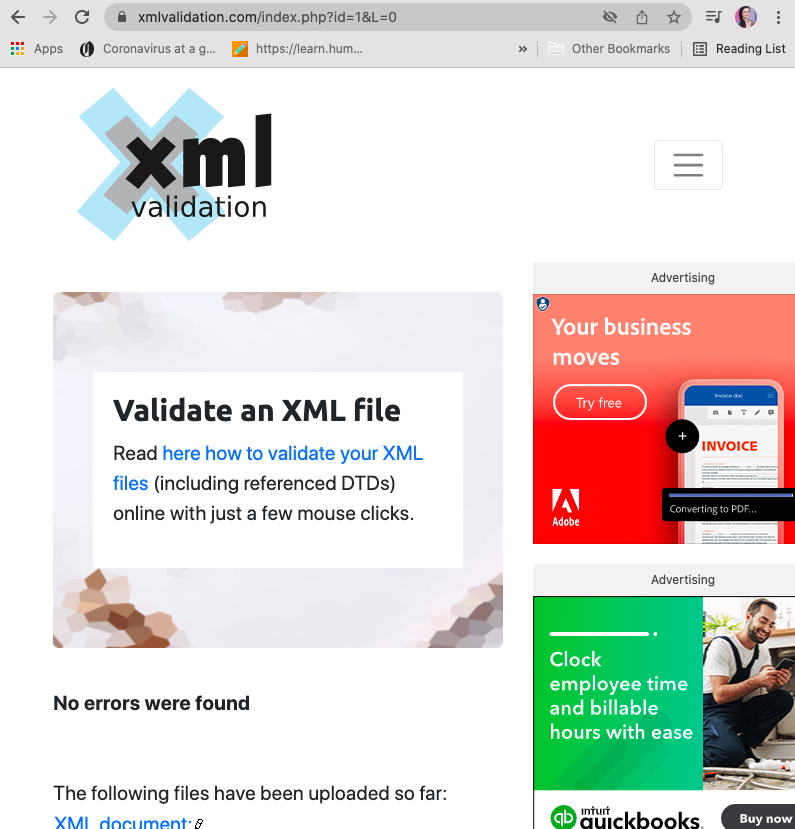 xmlvalidation.com/index.php?id=1&L=0
Apps Coronavirus at a g... https://learn.hum... » Other Bookmarks Reading List
xml
validation
Advertising
Your business
moves
Try free
Invoice.doc
INVOICE
Converting to PDF...
Adobe
Validate an XML file
Read here how to validate your XML
files (including referenced DTDs)
online with just a few mouse clicks.
Advertising
Clock
employee time
and billable
hours with ease
intuit
quickbooks.
Buy now
No errors were found
The following files have been uploaded so far:
XML document: